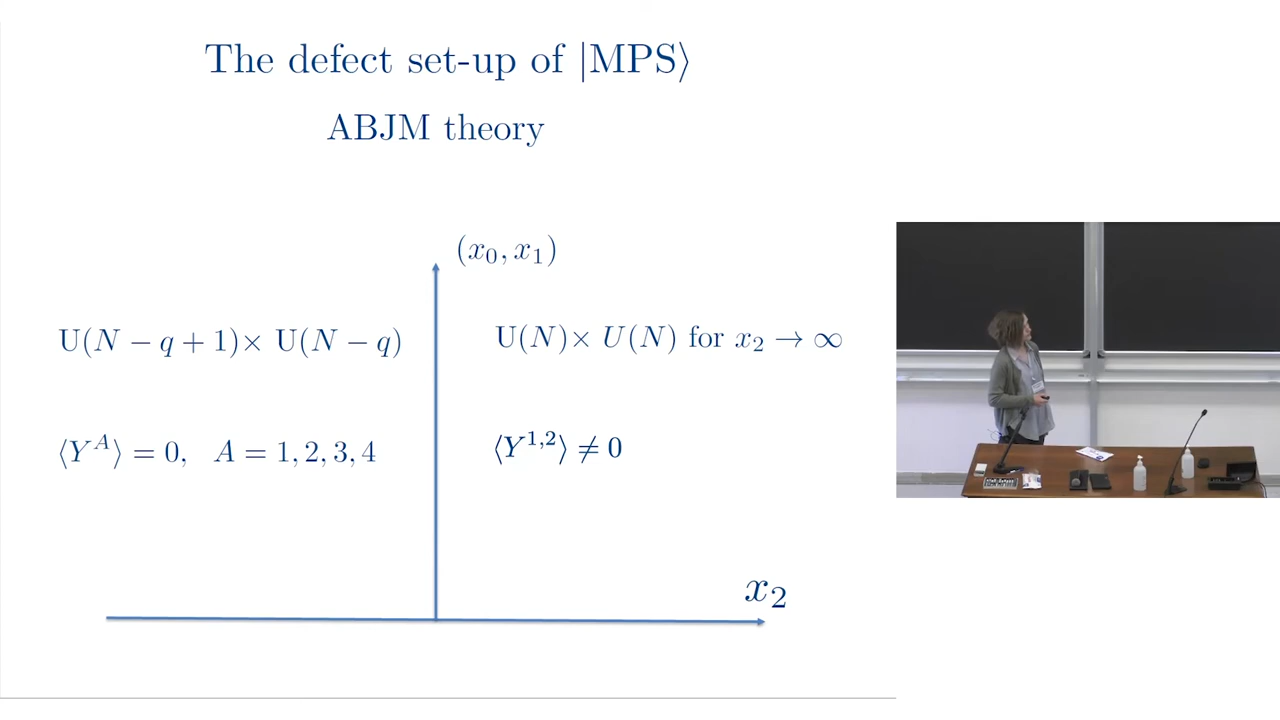 The defect set-up of |MPS⟩
ABJM theory
(x₀, x₁)
U(N − q + 1)× U(N − q)
U(N)× U(N) for x₂ → ∞
⟨Y^A⟩ = 0, A = 1, 2, 3, 4
⟨Y^{1,2}⟩ ≠ 0
x₂